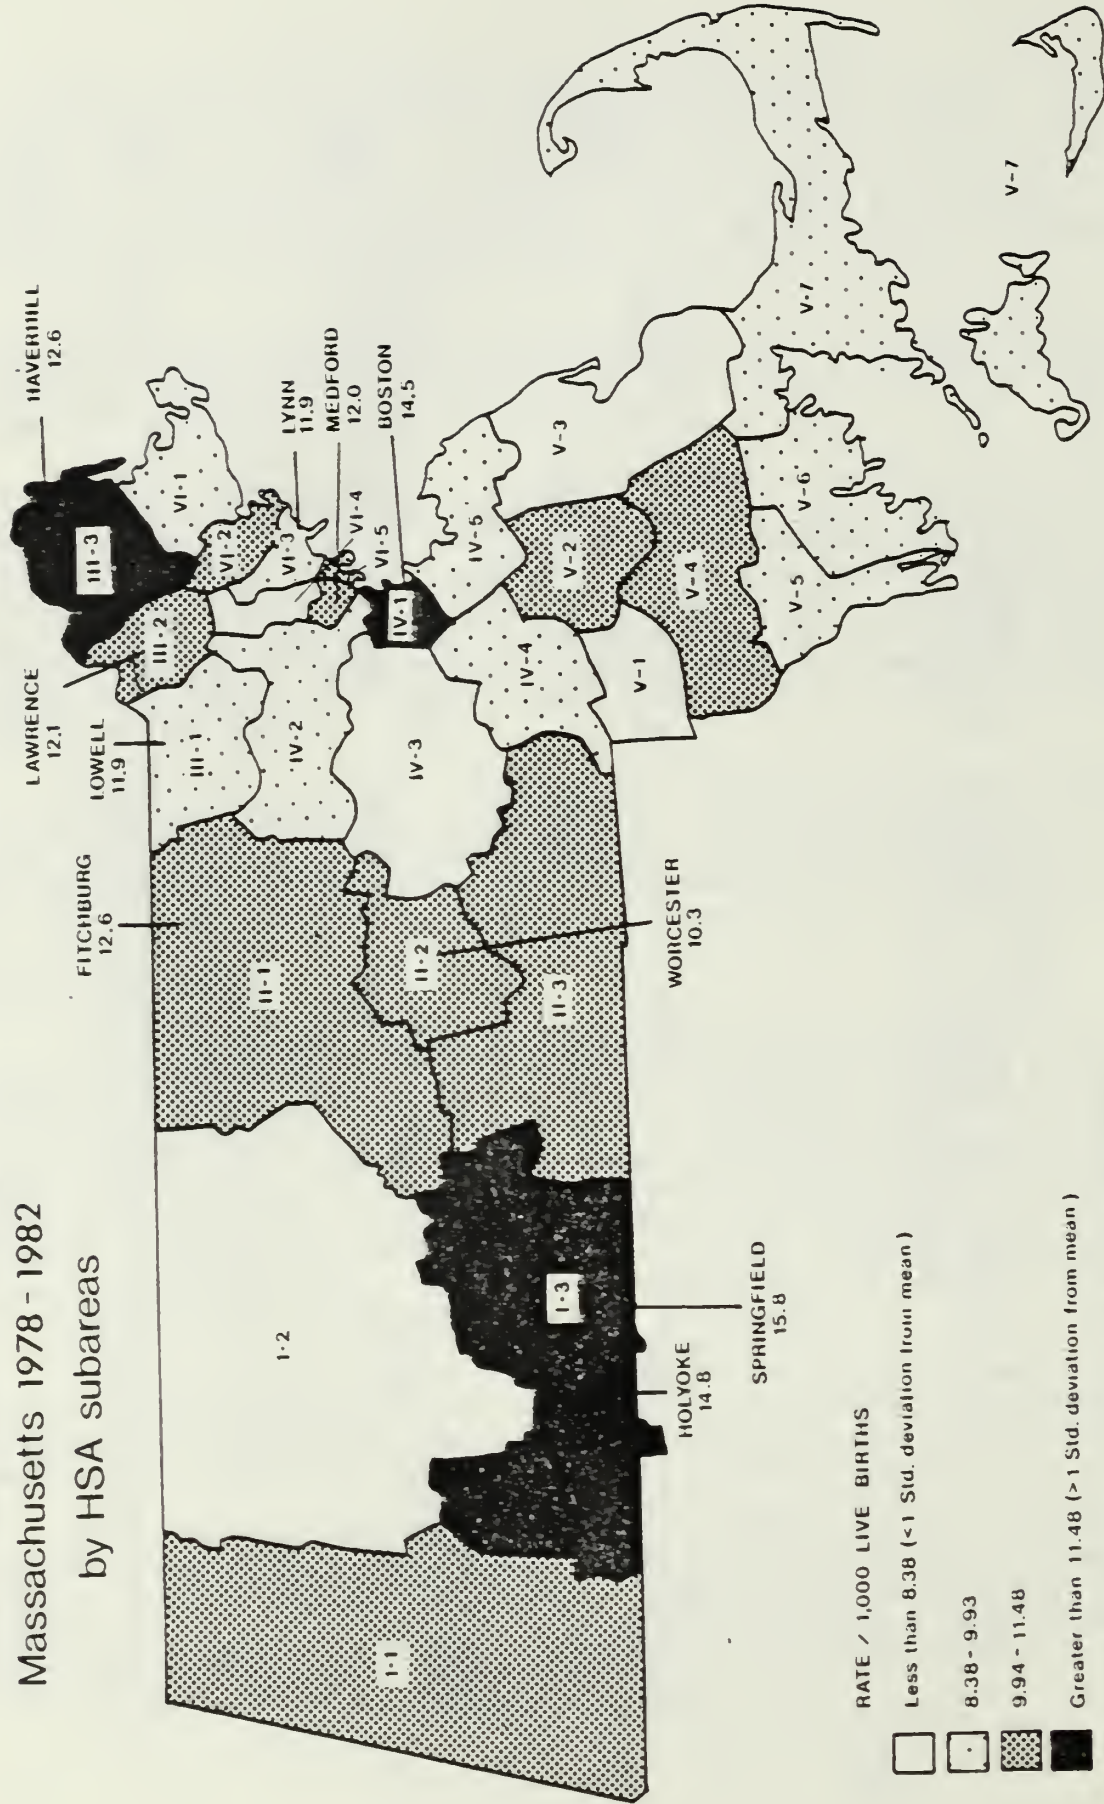 Massachusetts 1978 - 1982
by HSA subareas
HAVERHILL
12.6
LAWRENCE
12.1
LOWELL
11.9
FITCHBURG
12.6
LYNN
11.9
MEDFORD
12.0
BOSTON
14.5
WORCESTER
10.3
HOLYOKE
14.8
SPRINGFIELD
15.8
I-1
I-2
I-3
II-1
II-2
II-3
III-1
III-2
III-3
IV-1
IV-2
IV-3
IV-4
IV-5
V-1
V-2
V-3
V-4
V-5
V-6
V-7
V-7
VI-1
VI-2
VI-3
VI-4
VI-5
RATE / 1,000 LIVE BIRTHS
Less than 8.38 (<1 Std. deviation from mean)
8.38 - 9.93
9.94 - 11.48
Greater than 11.48 (>1 Std. deviation from mean)